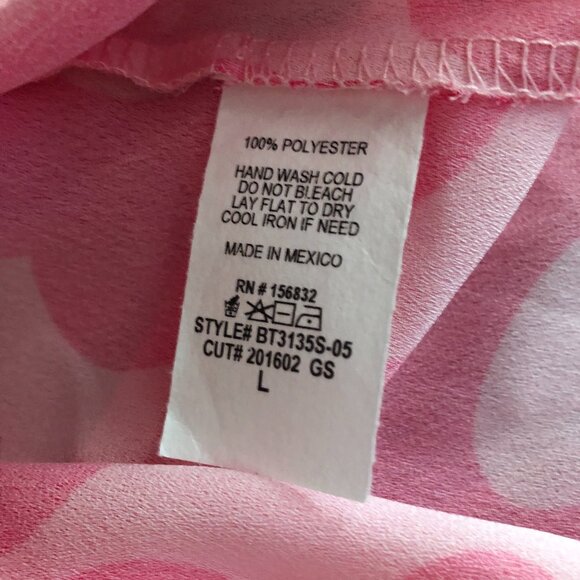 100% POLYESTER
HAND WASH COLD
DO NOT BLEACH
LAY FLAT TO DRY
COOL IRON IF NEED
MADE IN MEXICO
RN # 156832
STYLE# BT3135S-05
CUT# 201602 GS
L